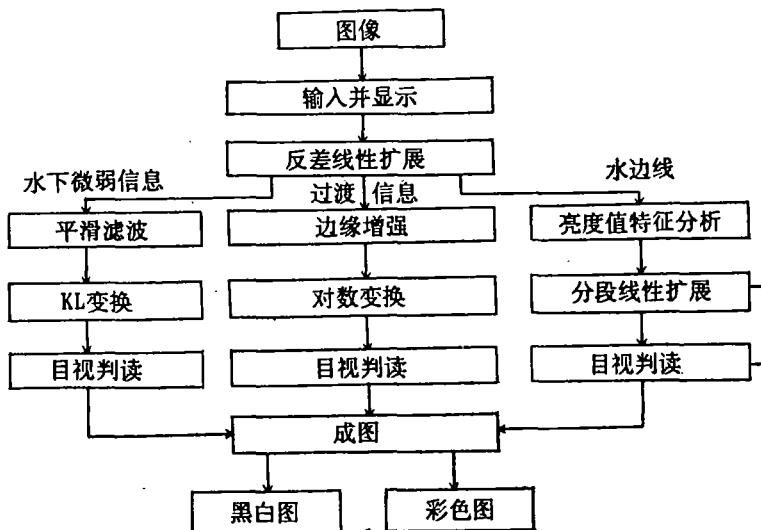 图像
输入并显示
反差线性扩展
水下微弱信息
过渡信息
水边线
平滑滤波
边缘增强
亮度值特征分析
KL变换
对数变换
分段线性扩展
目视判读
目视判读
目视判读
成图
黑白图
彩色图